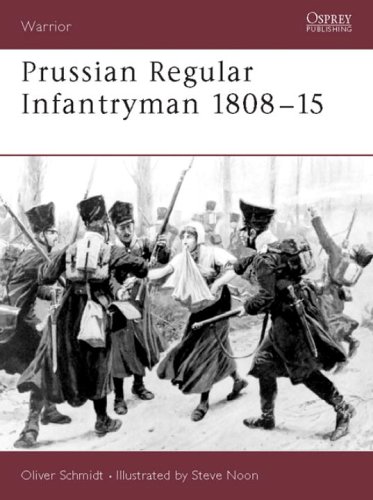 Warrior
OSPREY
PUBLISHING
Prussian Regular
Infantryman 1808–15
Oliver Schmidt · Illustrated by Steve Noon